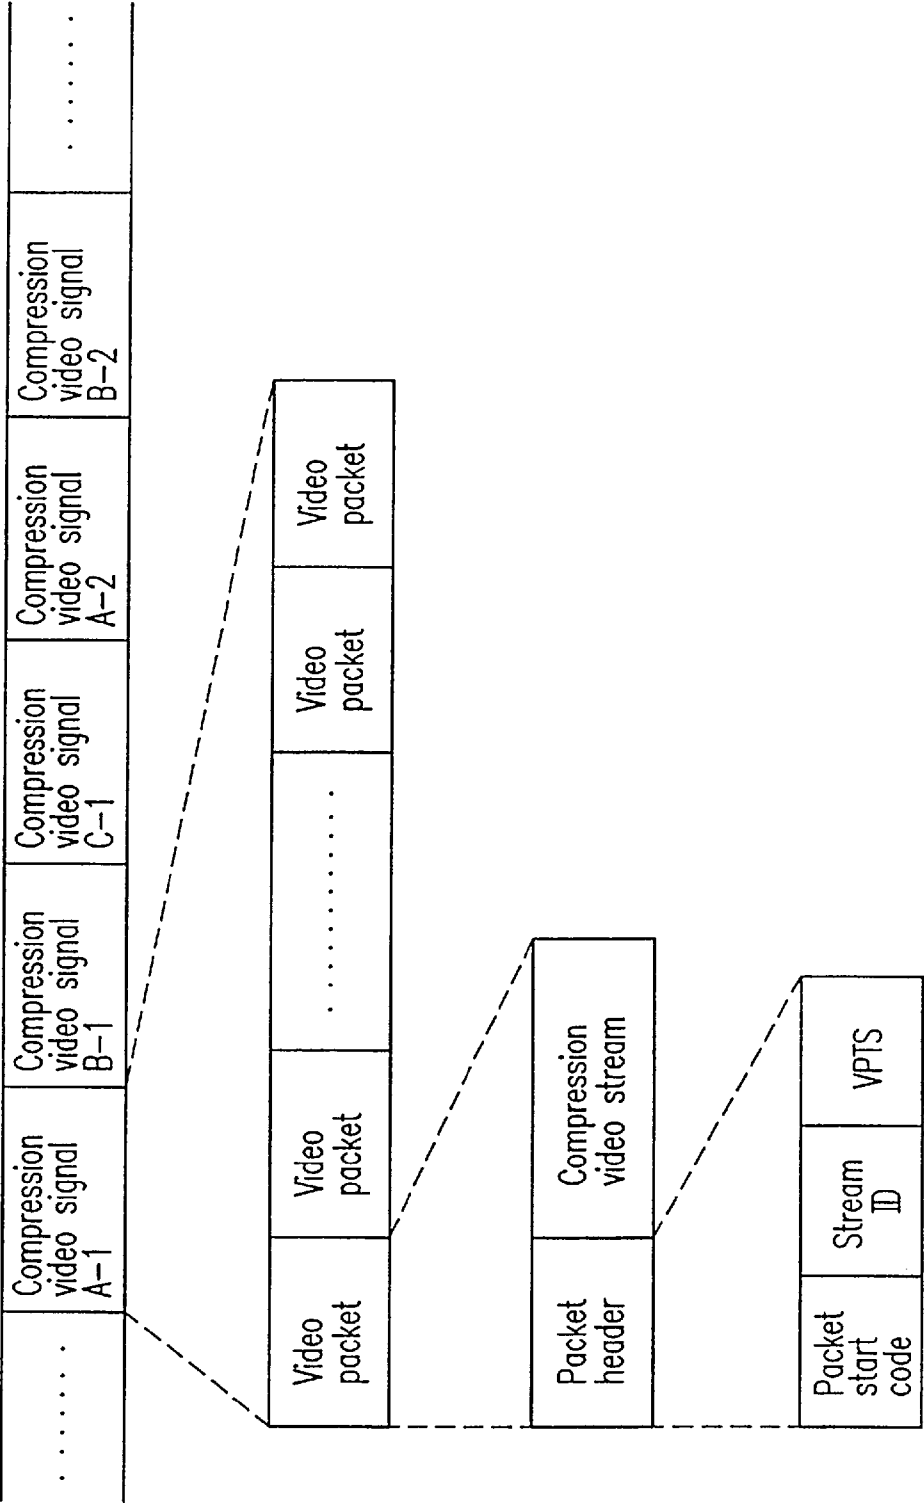 . . . . . .
Compression
video signal
A-1
Compression
video signal
B-1
Compression
video signal
C-1
Compression
video signal
A-2
Compression
video signal
B-2
. . . . . .
Video
packet
Video
packet
. . . . . . . . . .
Video
packet
Video
packet
Packet
header
Compression
video stream
Packet
start
code
Stream
ID
VPTS